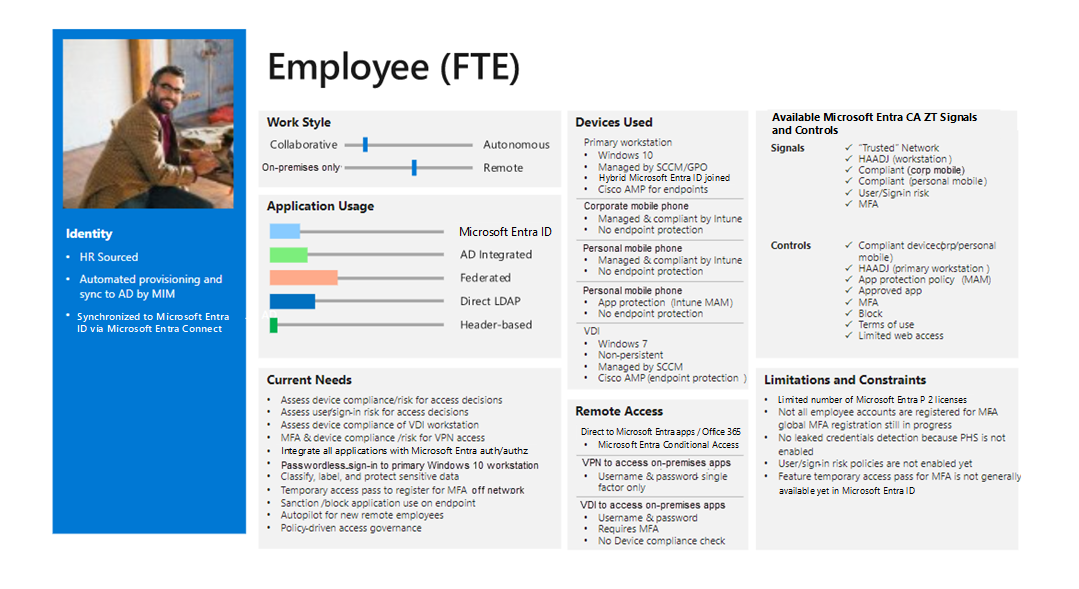 Employee (FTE)
Identity
• HR Sourced
• Automated provisioning and
sync to AD by MIM
• Synchronized to Microsoft Entra
ID via Microsoft Entra Connect
Work Style
Collaborative Autonomous
On-premises only Remote
Application Usage
Microsoft Entra ID
AD Integrated
Federated
Direct LDAP
Header-based
Current Needs
• Assess device compliance/risk for access decisions
• Assess user/sign-in risk for access decisions
• Assess device compliance of VDI workstation
• MFA & device compliance /risk for VPN access
• Integrate all applications with Microsoft Entra auth/authz
• Passwordless sign-in to primary Windows 10 workstation
• Classify, label, and protect sensitive data
• Temporary access pass to register for MFA off network
• Sanction /block application use on endpoint
• Autopilot for new remote employees
• Policy-driven access governance
Devices Used
Primary workstation
• Windows 10
• Managed by SCCM/GPO
• Hybrid Microsoft Entra ID joined
• Cisco AMP for endpoints
Corporate mobile phone
• Managed & compliant by Intune
• No endpoint protection
Personal mobile phone
• Managed & compliant by Intune
• No endpoint protection
Personal mobile phone
• App protection (Intune MAM)
• No endpoint protection
VDI
• Windows 7
• Non-persistent
• Managed by SCCM
• Cisco AMP (endpoint protection )
Remote Access
Direct to Microsoft Entra apps / Office 365
• Microsoft Entra Conditional Access
VPN to access on-premises apps
• Username & password- single
factor only
VDI to access on-premises apps
• Username & password
• Requires MFA
• No Device compliance check
Available Microsoft Entra CA ZT Signals
and Controls
Signals ✓ “Trusted” Network
✓ HAADJ (workstation )
✓ Compliant (corp mobile)
✓ Compliant (personal mobile)
✓ User/Sign-in risk
✓ MFA
Controls ✓ Compliant device(corp/personal
mobile)
✓ HAADJ (primary workstation )
✓ App protection policy (MAM)
✓ Approved app
✓ MFA
✓ Block
✓ Terms of use
✓ Limited web access
Limitations and Constraints
• Limited number of Microsoft Entra P 2 licenses
• Not all employee accounts are registered for MFA
global MFA registration still in progress
• No leaked credentials detection because PHS is not
enabled
• User/sign-in risk policies are not enabled yet
• Feature temporary access pass for MFA is not generally
available yet in Microsoft Entra ID